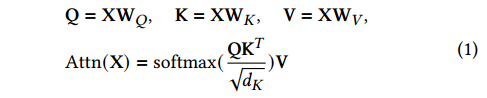 Q = XW_Q, K = XW_K, V = XW_V,
Attn(X) = softmax(QK^T / √d_K)V (1)